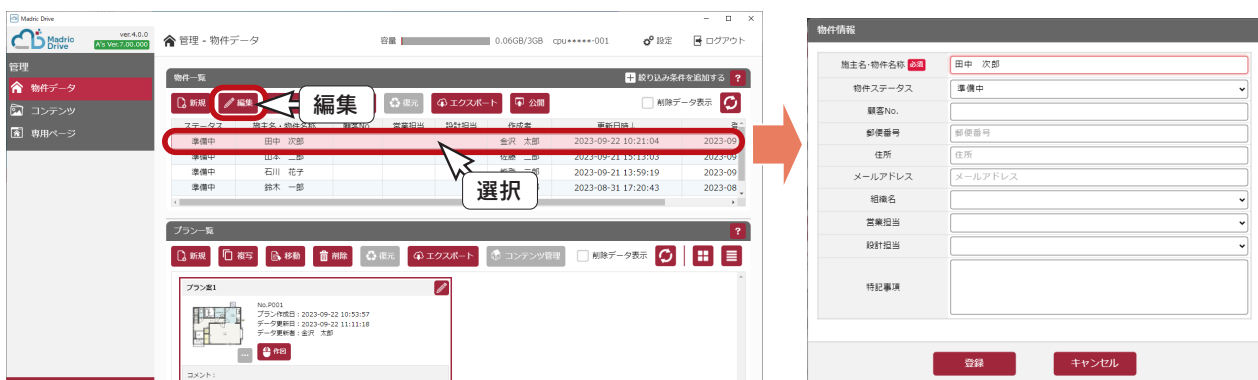 Madric Drive
Madric Drive
ver.4.0.0
A's Ver.7.00.000
管理 - 物件データ
容量
0.06GB/3GB
cpu*****-001
設定
ログアウト
管理
物件データ
コンテンツ
専用ページ
物件一覧
絞り込み条件を追加する ?
新規 編集 復元 エクスポート 公開 削除データ表示
編集
ステータス 施主名・物件名称 顧客No. 営業担当 設計担当 作成者 更新日時↓
準備中 田中 次郎 金沢 太郎 2023-09-22 10:21:04 2023-09
準備中 山本 二郎 佐藤 二郎 2023-09-21 15:13:03 2023-09
準備中 石川 花子 2023-09-21 13:59:19 2023-09
準備中 鈴木 一郎 2023-08-31 17:20:43 2023-08
選択
プラン一覧 ?
新規 複写 移動 削除 復元 エクスポート コンテンツ管理 削除データ表示
プラン案1
No.P001
プラン作成日:2023-09-22 10:53:57
データ更新日:2023-09-22 11:11:18
データ更新者:金沢 太郎
... 作図
コメント:
物件情報
施主名・物件名称 必須 田中 次郎
物件ステータス 準備中
顧客No.
郵便番号 郵便番号
住所 住所
メールアドレス メールアドレス
組織名
営業担当
設計担当
特記事項
登録 キャンセル